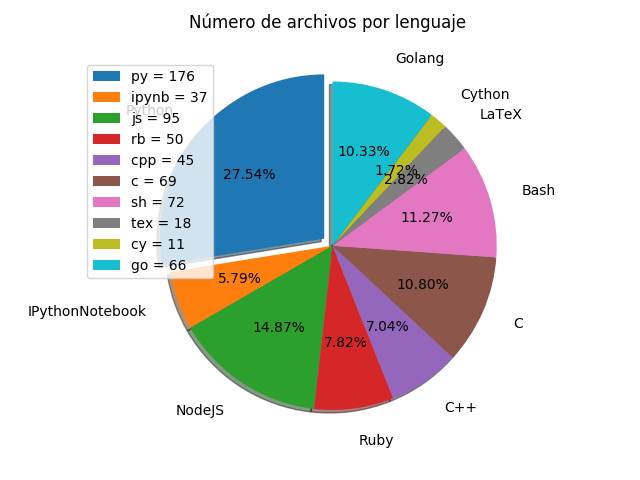 Número de archivos por lenguaje
py = 176
ipynb = 37
js = 95
rb = 50
cpp = 45
c = 69
sh = 72
tex = 18
cy = 11
go = 66
Python
27.54%
IPythonNotebook
5.79%
NodeJS
14.87%
Ruby
7.82%
C++
7.04%
C
10.80%
Bash
11.27%
LaTeX
2.82%
Cython
1.72%
Golang
10.33%